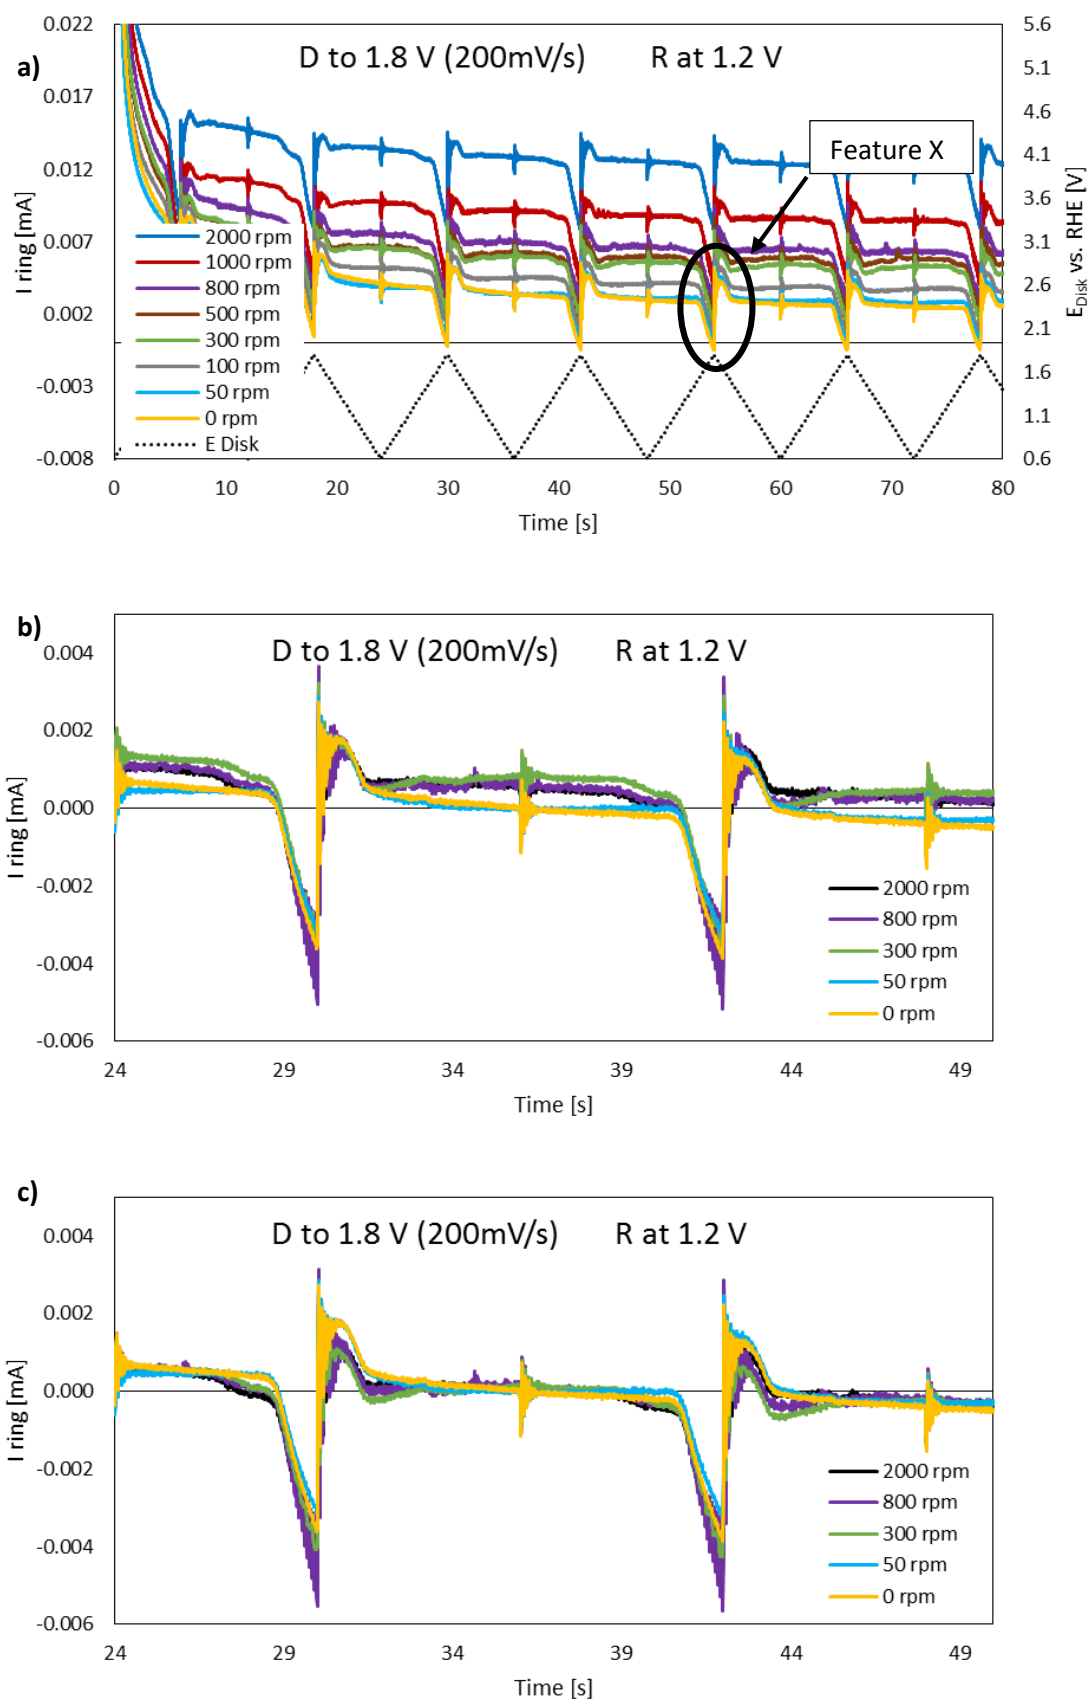 a)
D to 1.8 V (200mV/s) R at 1.2 V
Feature X
I ring [mA]
0.022
0.017
0.012
0.007
0.002
-0.003
-0.008
E_Disk vs. RHE [V]
5.6
5.1
4.6
4.1
3.6
3.1
2.6
2.1
1.6
1.1
0.6
2000 rpm
1000 rpm
800 rpm
500 rpm
300 rpm
100 rpm
50 rpm
0 rpm
E Disk
0 10 20 30 40 50 60 70 80
Time [s]
b)
D to 1.8 V (200mV/s) R at 1.2 V
I ring [mA]
0.004
0.002
0.000
-0.002
-0.004
-0.006
2000 rpm
800 rpm
300 rpm
50 rpm
0 rpm
24 29 34 39 44 49
Time [s]
c)
D to 1.8 V (200mV/s) R at 1.2 V
I ring [mA]
0.004
0.002
0.000
-0.002
-0.004
-0.006
2000 rpm
800 rpm
300 rpm
50 rpm
0 rpm
24 29 34 39 44 49
Time [s]